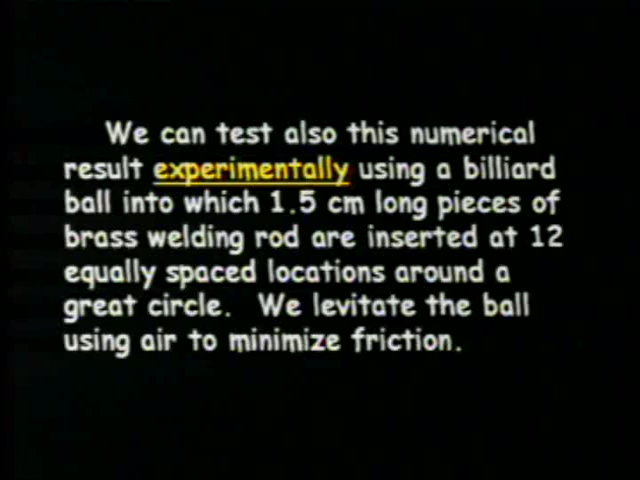 We can test also this numerical
result experimentally using a billiard
ball into which 1.5 cm long pieces of
brass welding rod are inserted at 12
equally spaced locations around a
great circle. We levitate the ball
using air to minimize friction.